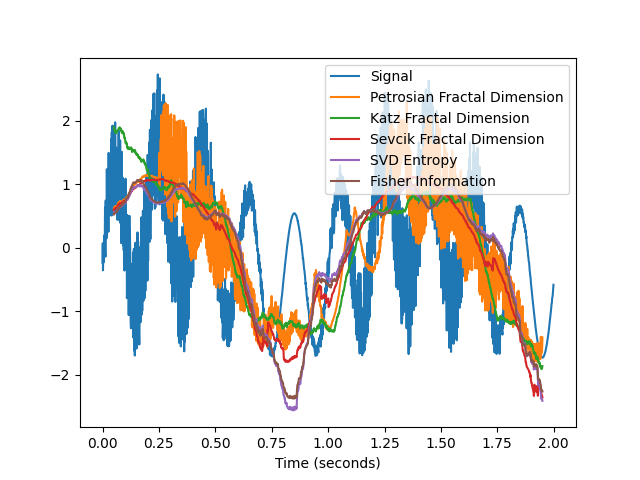 Signal
Petrosian Fractal Dimension
Katz Fractal Dimension
Sevcik Fractal Dimension
SVD Entropy
Fisher Information
2
1
0
−1
−2
0.00 0.25 0.50 0.75 1.00 1.25 1.50 1.75 2.00
Time (seconds)